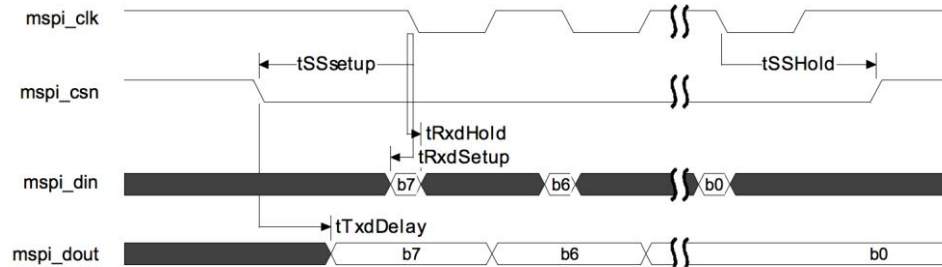 mspi_clk
tSSsetup
tSSHold
mspi_csn
tRxdHold
tRxdSetup
mspi_din b7 b6 b0
tTxdDelay
mspi_dout b7 b6 b0